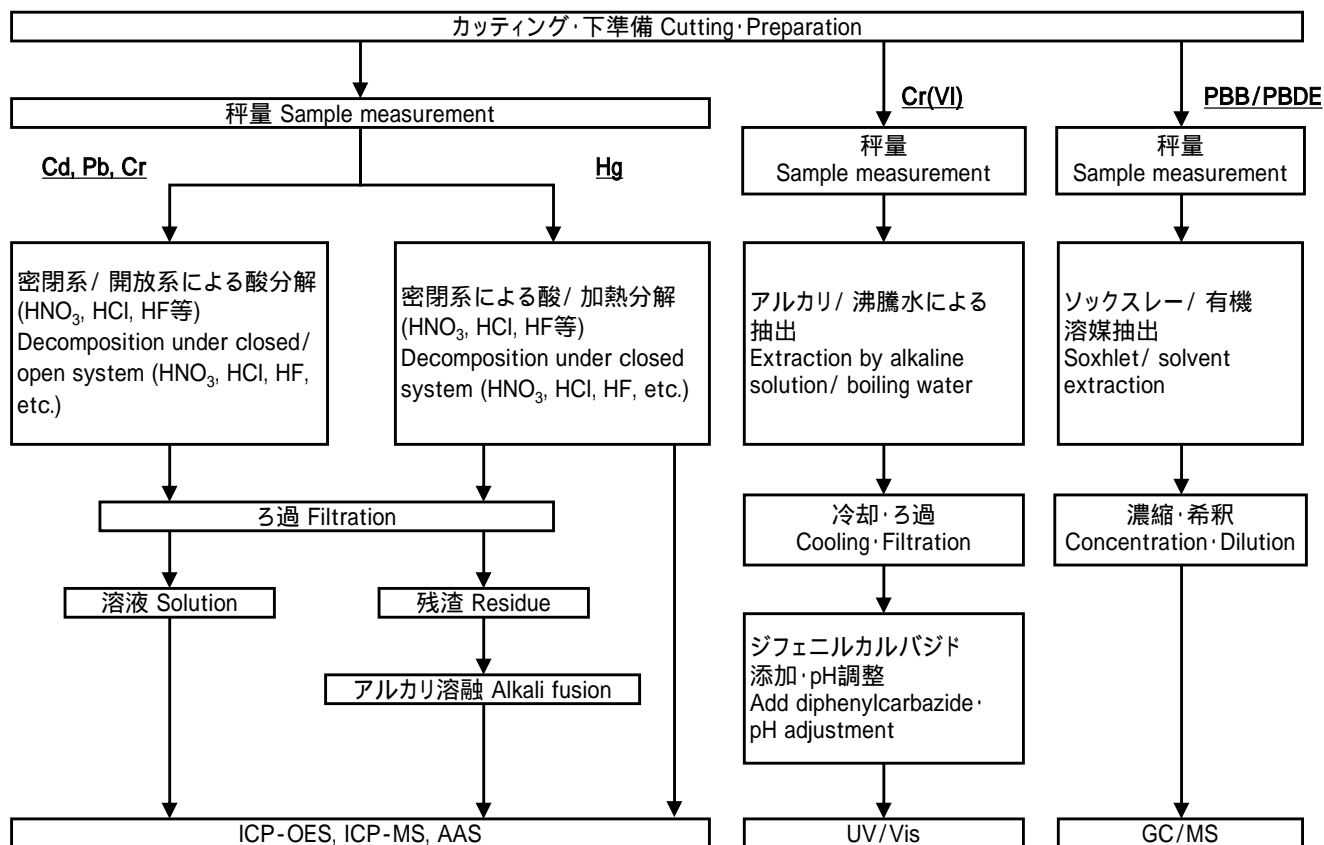 カッティング・下準備 Cutting・Preparation
秤量 Sample measurement
Cd, Pb, Cr
Hg
密閉系/ 開放系による酸分解
(HNO₃, HCl, HF等)
Decomposition under closed/
open system (HNO₃, HCl, HF,
etc.)
密閉系による酸/ 加熱分解
(HNO₃, HCl, HF等)
Decomposition under closed
system (HNO₃, HCl, HF, etc.)
ろ過 Filtration
溶液 Solution
残渣 Residue
アルカリ溶融 Alkali fusion
ICP-OES, ICP-MS, AAS
Cr(VI)
秤量
Sample measurement
アルカリ/ 沸騰水による
抽出
Extraction by alkaline
solution/ boiling water
冷却・ろ過
Cooling・Filtration
ジフェニルカルバジド
添加・pH調整
Add diphenylcarbazide・
pH adjustment
UV/Vis
PBB/PBDE
秤量
Sample measurement
ソックスレー/ 有機
溶媒抽出
Soxhlet/ solvent
extraction
濃縮・希釈
Concentration・Dilution
GC/MS